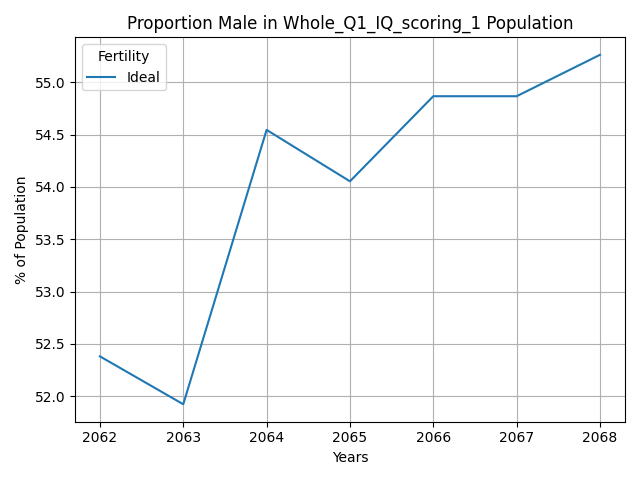 Proportion Male in Whole_Q1_IQ_scoring_1 Population
Fertility
Ideal
% of Population
55.0
54.5
54.0
53.5
53.0
52.5
52.0
2062 2063 2064 2065 2066 2067 2068
Years